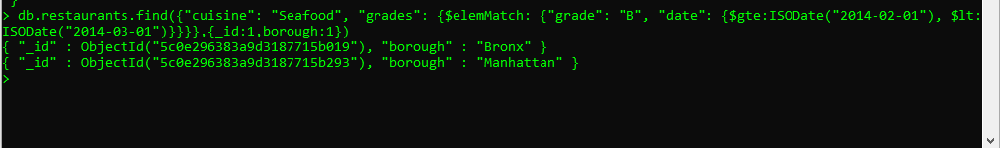 }
> db.restaurants.find({"cuisine": "Seafood", "grades": {$elemMatch: {"grade": "B", "date": {$gte:ISODate("2014-02-01"), $lt:
ISODate("2014-03-01")}}}},{_id:1,borough:1})
{ "_id" : ObjectId("5c0e296383a9d3187715b019"), "borough" : "Bronx" }
{ "_id" : ObjectId("5c0e296383a9d3187715b293"), "borough" : "Manhattan" }
>